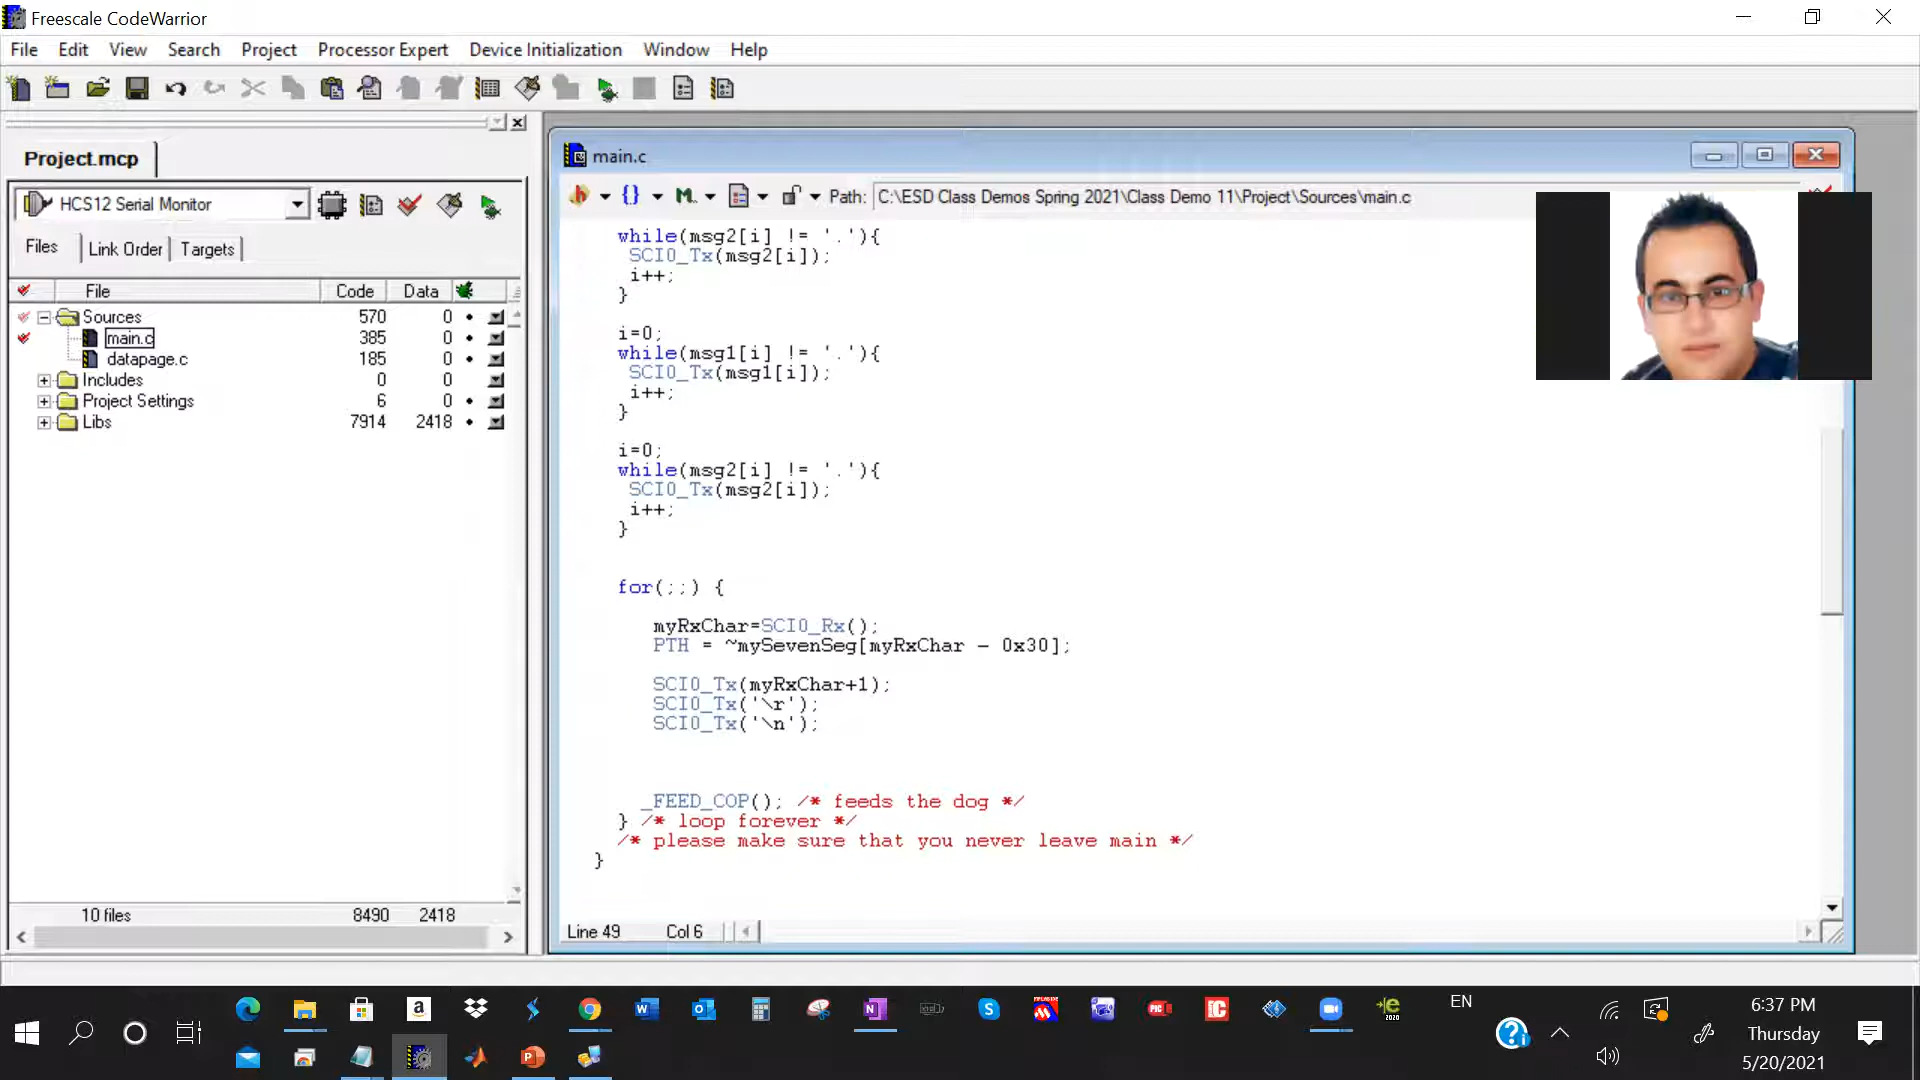 Freescale CodeWarrior
File Edit View Search Project Processor Expert Device Initialization Window Help
Project.mcp
HCS12 Serial Monitor
Files Link Order Targets
File Code Data
Sources 570 0
main.c 385 0
datapage.c 185 0
Includes 0 0
Project Settings 6 0
Libs 7914 2418
10 files 8490 2418
main.c
Path: C:\ESD Class Demos Spring 2021\Class Demo 11\Project\Sources\main.c
while(msg2[i] != '.'){
SCI0_Tx(msg2[i]);
i++;
}
i=0;
while(msg1[i] != '.'){
SCI0_Tx(msg1[i]);
i++;
}
i=0;
while(msg2[i] != '.'){
SCI0_Tx(msg2[i]);
i++;
}
for(;;) {
myRxChar=SCI0_Rx();
PTH = ~mySevenSeg[myRxChar - 0x30];
SCI0_Tx(myRxChar+1);
SCI0_Tx('\r');
SCI0_Tx('\n');
_FEED_COP(); /* feeds the dog */
} /* loop forever */
/* please make sure that you never leave main */
}
Line 49 Col 6
EN
6:37 PM
Thursday
5/20/2021